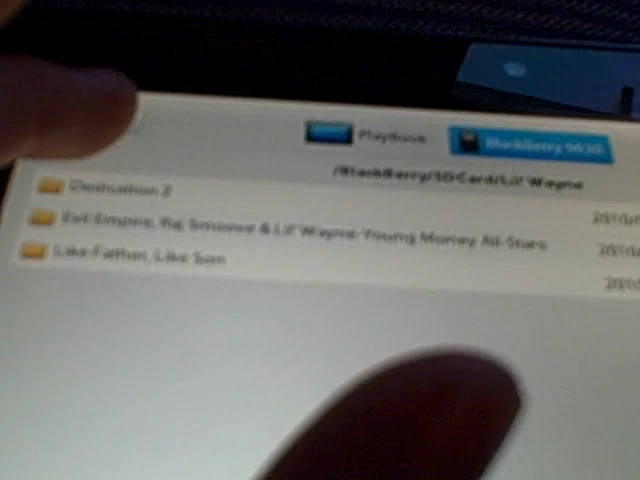 PlayBook BlackBerry 9630
/BlackBerry/SDCard/Lil' Wayne
Dedication 2
Evil Empire, Raj Smoove & Lil' Wayne-Young Money All-Stars
Like Father, Like Son